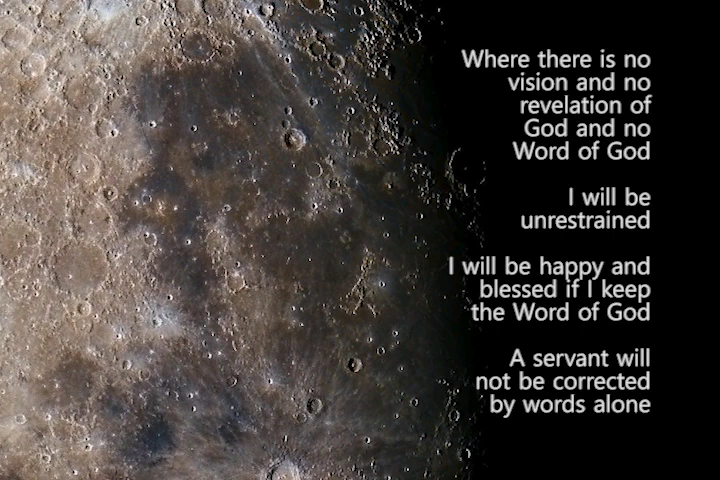 Where there is no
vision and no
revelation of
God and no
Word of God
I will be
unrestrained
I will be happy and
blessed if I keep
the Word of God
A servant will
not be corrected
by words alone